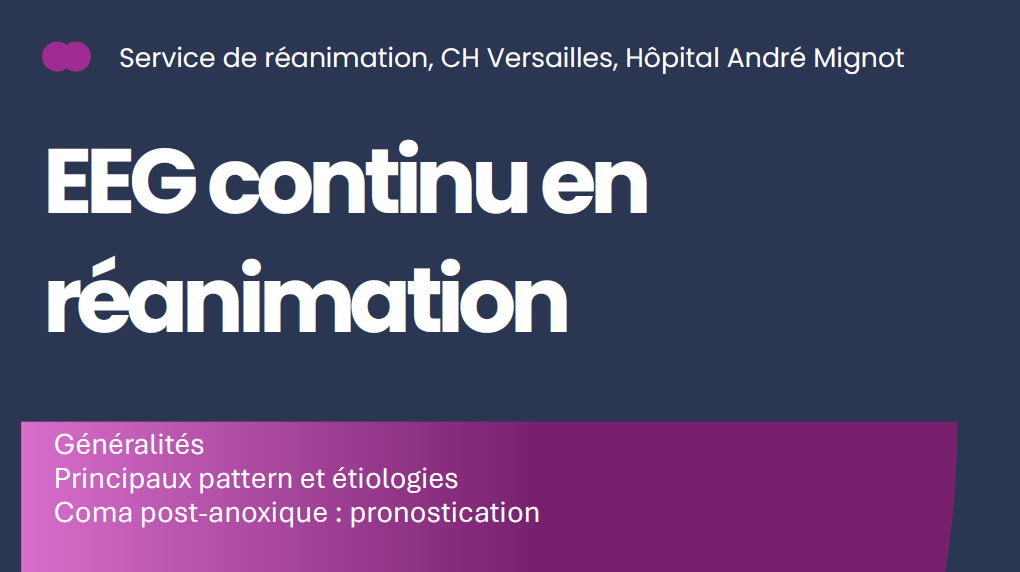 Service de réanimation, CH Versailles, Hôpital André Mignot
EEG continu en
réanimation
Généralités
Principaux pattern et étiologies
Coma post-anoxique : pronostication